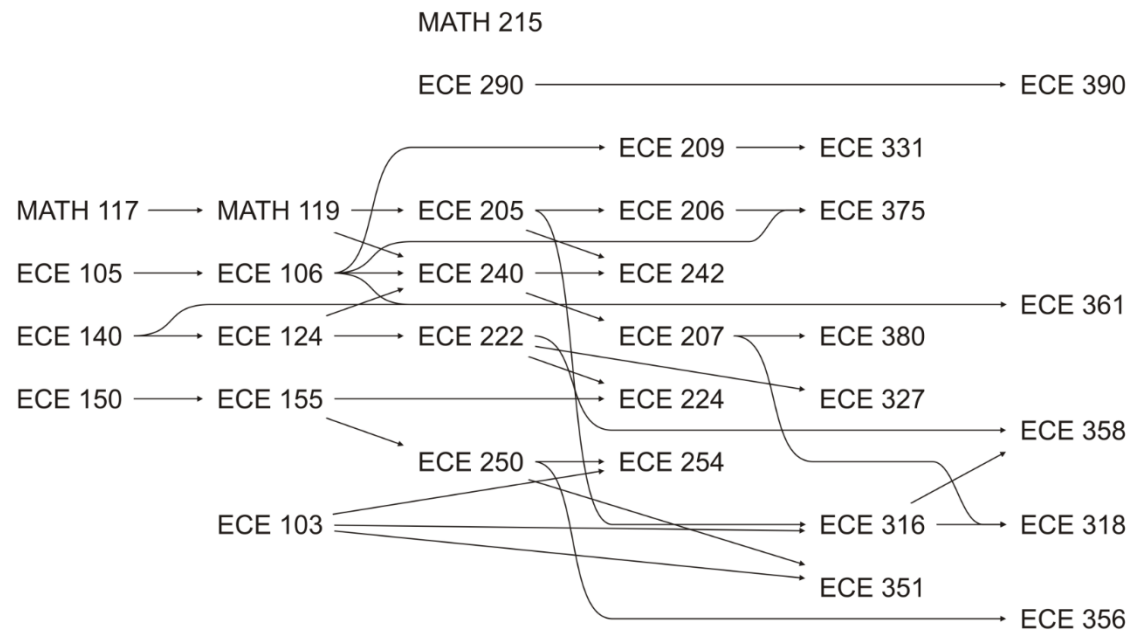 MATH 215
ECE 290 ECE 390
ECE 209 ECE 331
MATH 117 MATH 119 ECE 205 ECE 206 ECE 375
ECE 105 ECE 106 ECE 240 ECE 242
ECE 361
ECE 140 ECE 124 ECE 222 ECE 207 ECE 380
ECE 150 ECE 155 ECE 224 ECE 327
ECE 358
ECE 250 ECE 254
ECE 103 ECE 316 ECE 318
ECE 351
ECE 356